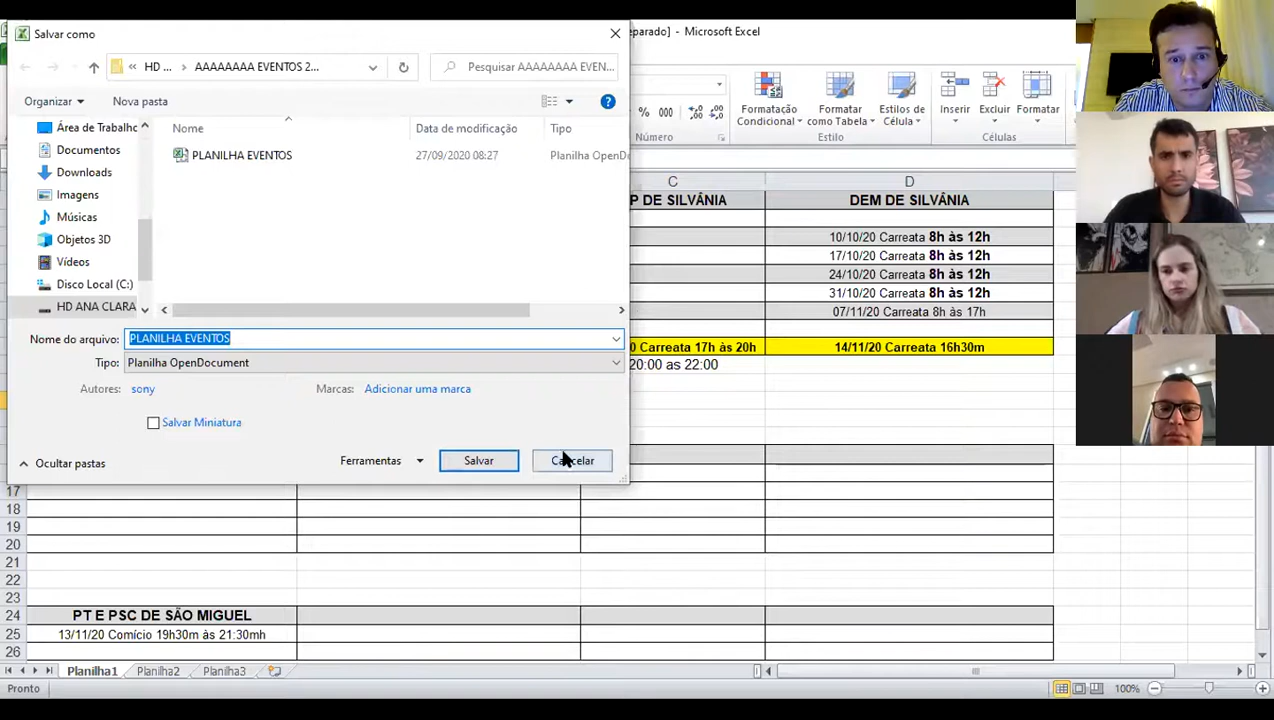 Salvar como
eparado] - Microsoft Excel
HD ... AAAAAAAA EVENTOS 2...
Pesquisar AAAAAAAA EVEN...
Organizar Nova pasta
Nome Data de modificação Tipo
PLANILHA EVENTOS 27/09/2020 08:27 Planilha OpenDo
Área de Trabalho
Documentos
Downloads
Imagens
Músicas
Objetos 3D
Vídeos
Disco Local (C:)
HD ANA CLARA
Nome do arquivo: PLANILHA EVENTOS
Tipo: Planilha OpenDocument
Autores: sony Marcas: Adicionar uma marca
Salvar Miniatura
Ocultar pastas Ferramentas Salvar Cancelar
% 000
Formatação Condicional
Formatar como Tabela
Estilos de Célula
Inserir Excluir Formatar
Número Estilo Células
C D
P DE SILVÂNIA DEM DE SILVÂNIA
10/10/20 Carreata 8h às 12h
17/10/20 Carreata 8h às 12h
24/10/20 Carreata 8h às 12h
31/10/20 Carreata 8h às 12h
07/11/20 Carreata 8h às 17h
0 Carreata 17h às 20h 14/11/20 Carreata 16h30m
20:00 as 22:00
17
18
19
20
21
22
23
24 PT E PSC DE SÃO MIGUEL
25 13/11/20 Comício 19h30m às 21:30mh
26
Planilha1 Planilha2 Planilha3
Pronto 100%